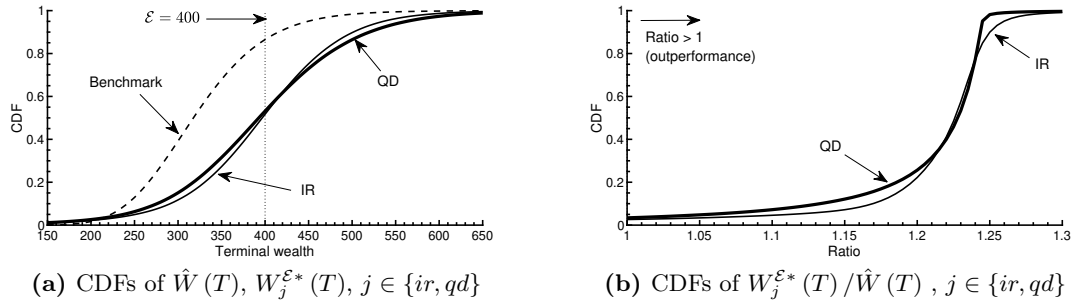 1
0.8
0.6
0.4
0.2
0
CDF
ℰ = 400
Benchmark
QD
IR
150 200 250 300 350 400 450 500 550 600 650
Terminal wealth
(a) CDFs of Ŵ (T), W_j^{ℰ*} (T), j ∈ {ir, qd}
1
0.8
0.6
0.4
0.2
0
CDF
Ratio > 1
(outperformance)
IR
QD
1 1.05 1.1 1.15 1.2 1.25 1.3
Ratio
(b) CDFs of W_j^{ℰ*} (T) /Ŵ (T) , j ∈ {ir, qd}